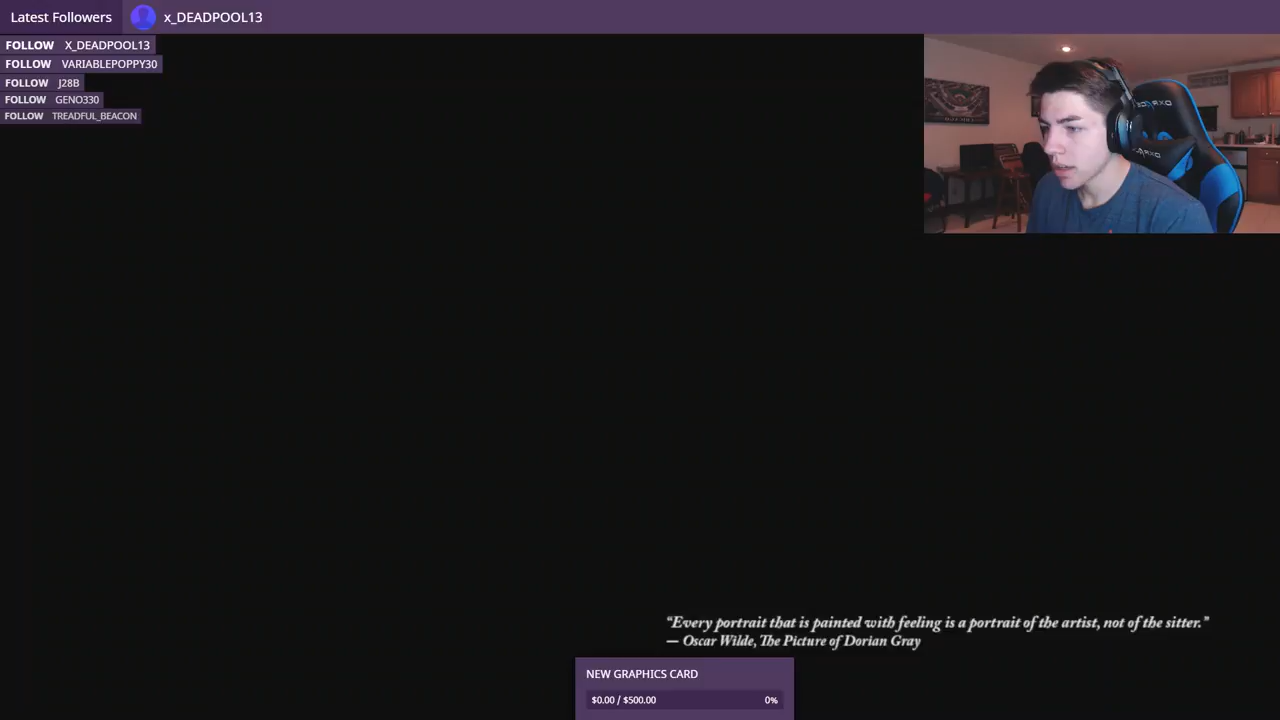 Latest Followers x_DEADPOOL13
FOLLOW X_DEADPOOL13
FOLLOW VARIABLEPOPPY30
FOLLOW J28B
FOLLOW GENO330
FOLLOW TREADFUL_BEACON
“Every portrait that is painted with feeling is a portrait of the artist, not of the sitter.”
— Oscar Wilde, The Picture of Dorian Gray
NEW GRAPHICS CARD
$0.00 / $500.00 0%